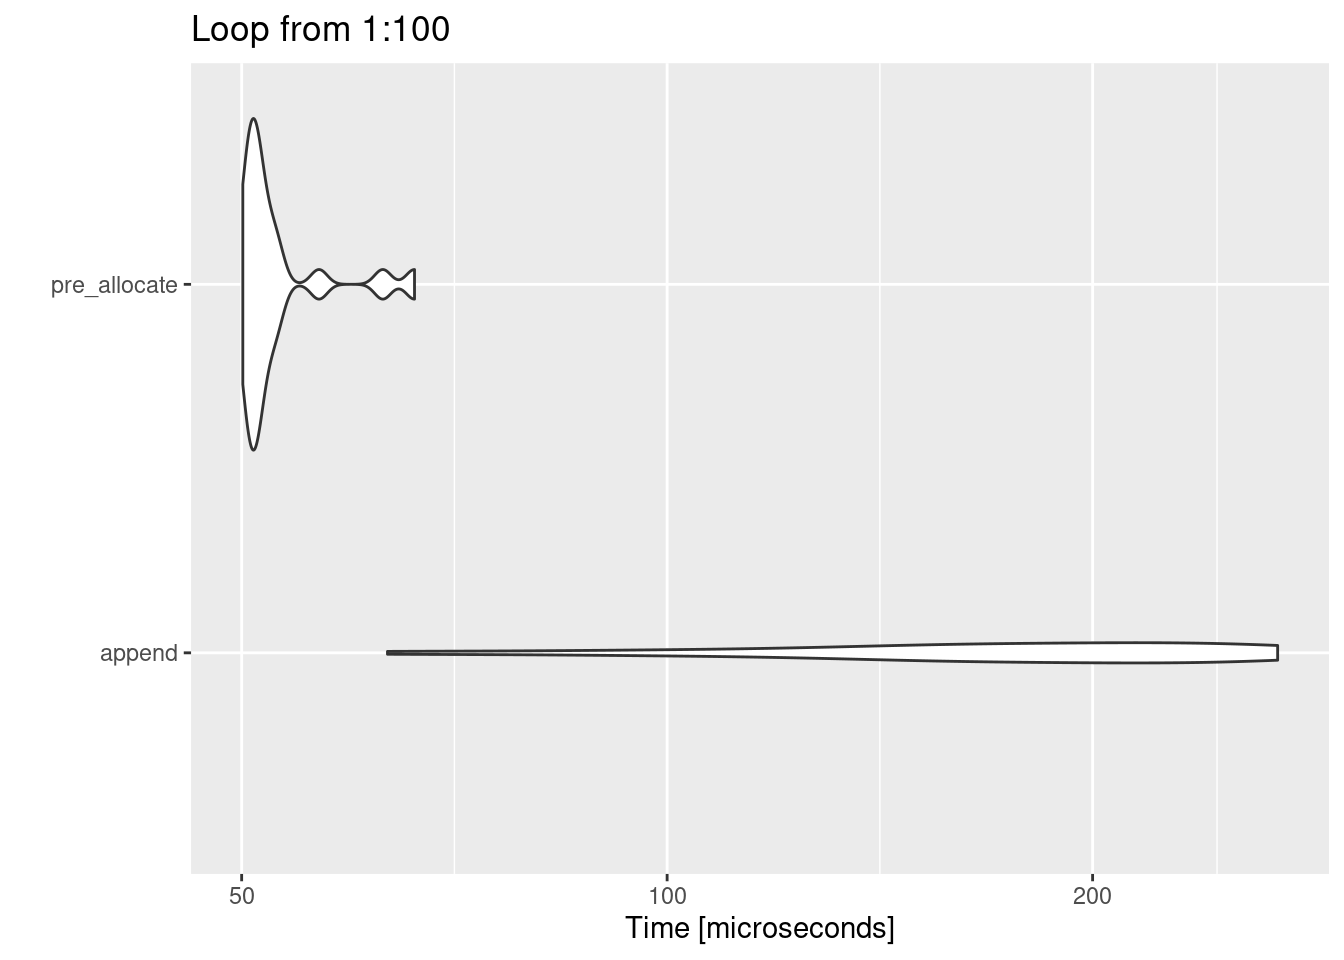 Loop from 1:100
pre_allocate
append
50 100 200
Time [microseconds]